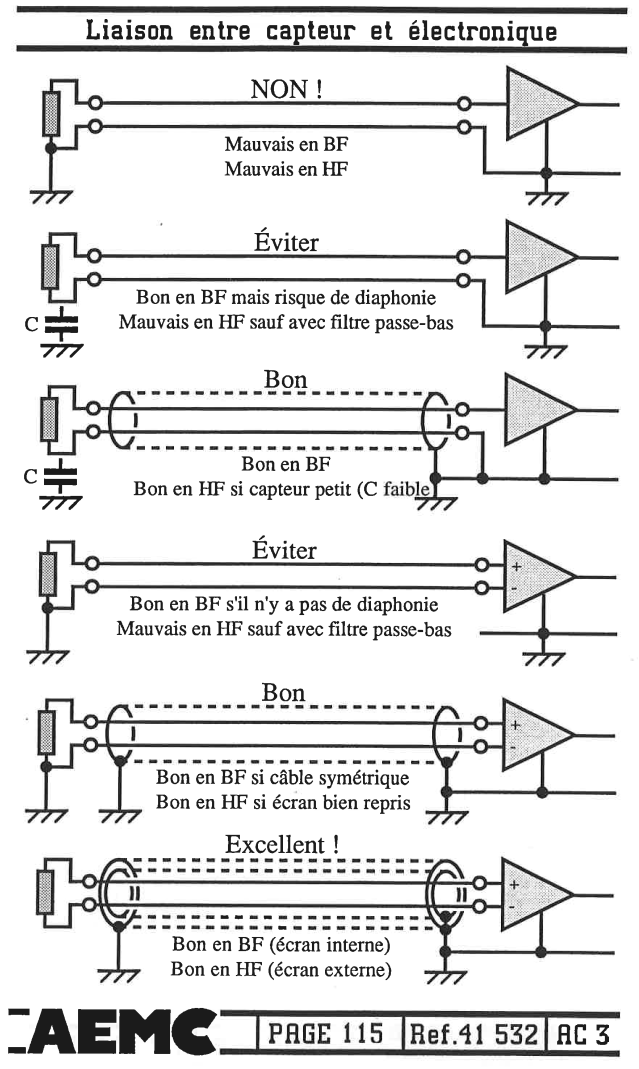 Liaison entre capteur et électronique
NON !
Mauvais en BF
Mauvais en HF
Éviter
Bon en BF mais risque de diaphonie
C
Mauvais en HF sauf avec filtre passe-bas
Bon
Bon en BF
C
Bon en HF si capteur petit (C faible
Éviter
+
-
Bon en BF s'il n'y a pas de diaphonie
Mauvais en HF sauf avec filtre passe-bas
Bon
+
-
Bon en BF si câble symétrique
Bon en HF si écran bien repris
Excellent !
+
-
Bon en BF (écran interne)
Bon en HF (écran externe)
AEMC PAGE 115 Ref.41 532 AC 3